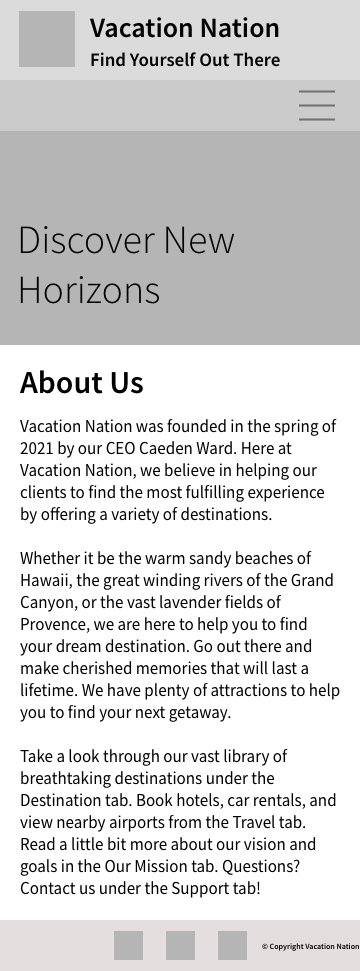 Vacation Nation
Find Yourself Out There
Discover New
Horizons
About Us
Vacation Nation was founded in the spring of
2021 by our CEO Caeden Ward. Here at
Vacation Nation, we believe in helping our
clients to find the most fulfilling experience
by offering a variety of destinations.
Whether it be the warm sandy beaches of
Hawaii, the great winding rivers of the Grand
Canyon, or the vast lavender fields of
Provence, we are here to help you to find
your dream destination. Go out there and
make cherished memories that will last a
lifetime. We have plenty of attractions to help
you to find your next getaway.
Take a look through our vast library of
breathtaking destinations under the
Destination tab. Book hotels, car rentals, and
view nearby airports from the Travel tab.
Read a little bit more about our vision and
goals in the Our Mission tab. Questions?
Contact us under the Support tab!
© Copyright Vacation Nation